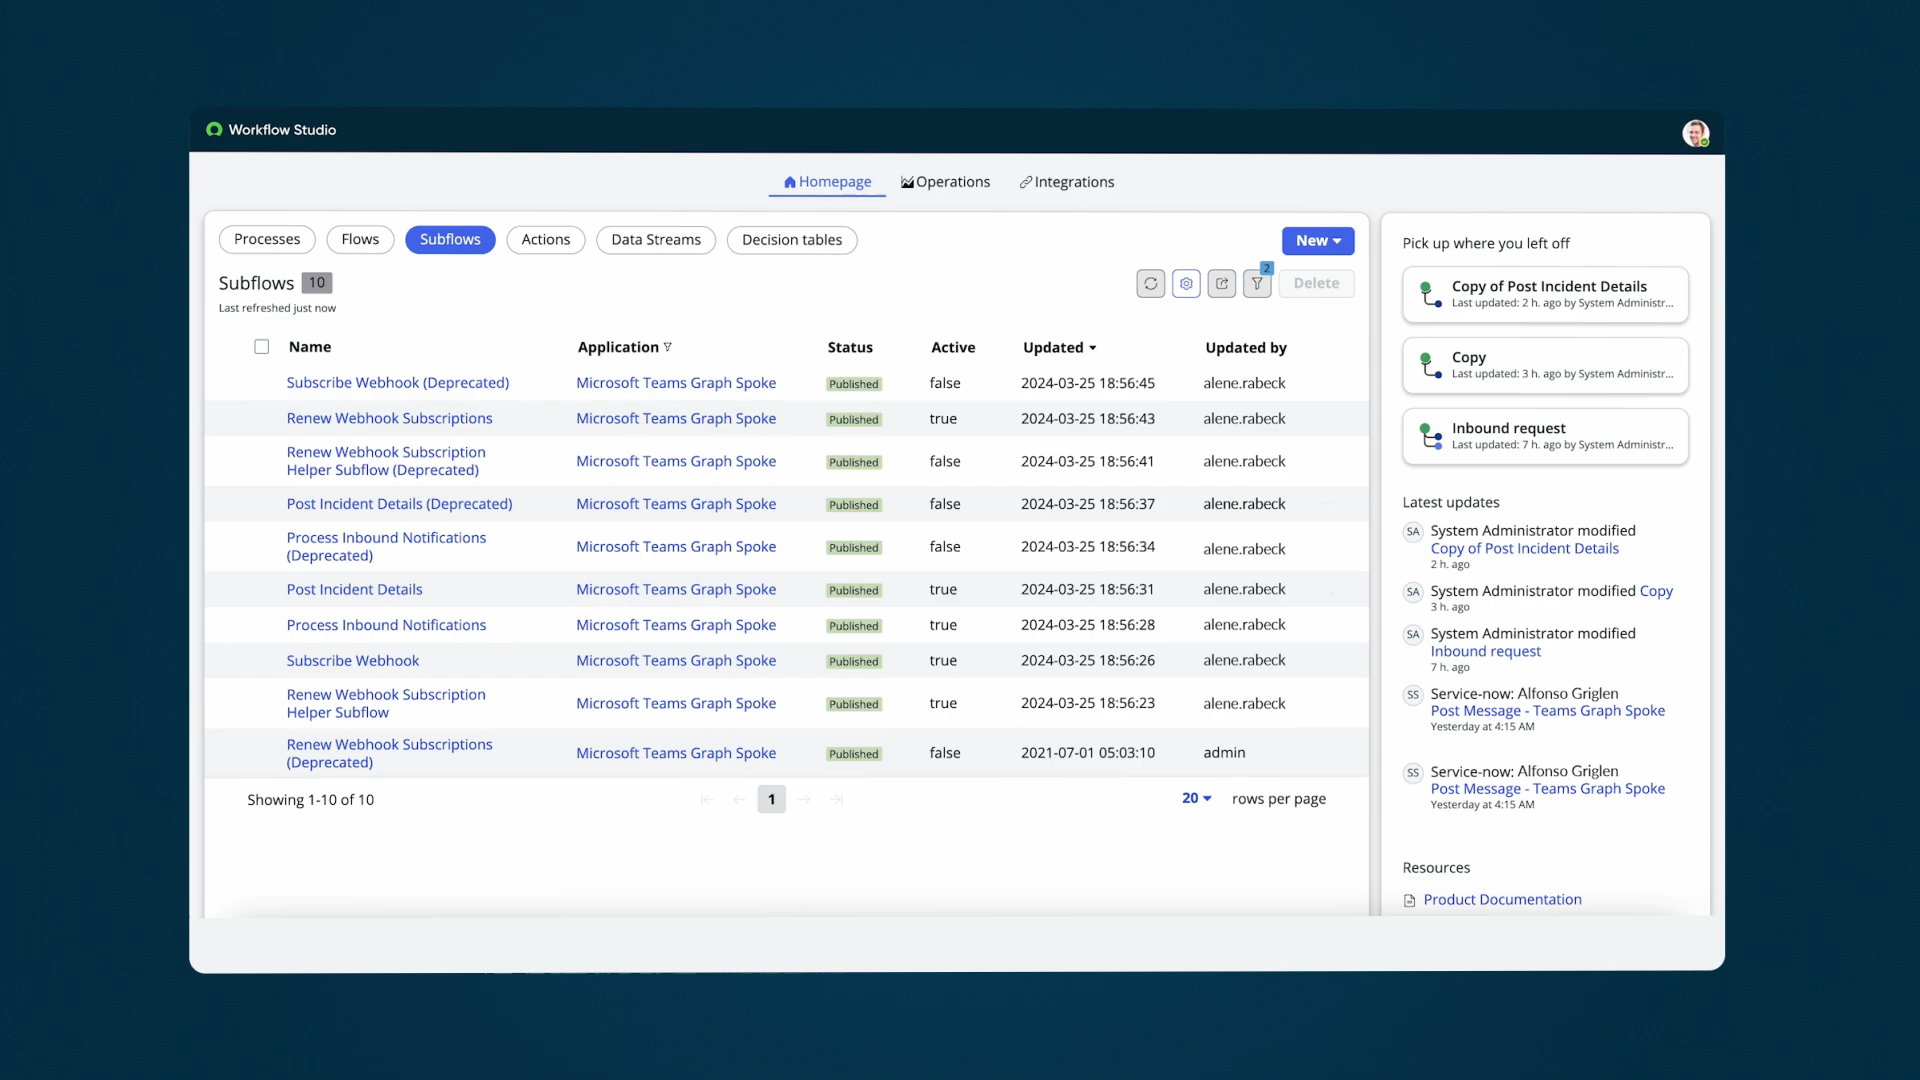 Workflow Studio
Homepage
Operations
Integrations
Processes
Flows
Subflows
Actions
Data Streams
Decision tables
New
Subflows 10
2
Delete
Last refreshed just now
Name Application Status Active Updated Updated by
Subscribe Webhook (Deprecated) Microsoft Teams Graph Spoke Published false 2024-03-25 18:56:45 alene.rabeck
Renew Webhook Subscriptions Microsoft Teams Graph Spoke Published true 2024-03-25 18:56:43 alene.rabeck
Renew Webhook Subscription
Helper Subflow (Deprecated) Microsoft Teams Graph Spoke Published false 2024-03-25 18:56:41 alene.rabeck
Post Incident Details (Deprecated) Microsoft Teams Graph Spoke Published false 2024-03-25 18:56:37 alene.rabeck
Process Inbound Notifications
(Deprecated) Microsoft Teams Graph Spoke Published false 2024-03-25 18:56:34 alene.rabeck
Post Incident Details Microsoft Teams Graph Spoke Published true 2024-03-25 18:56:31 alene.rabeck
Process Inbound Notifications Microsoft Teams Graph Spoke Published true 2024-03-25 18:56:28 alene.rabeck
Subscribe Webhook Microsoft Teams Graph Spoke Published true 2024-03-25 18:56:26 alene.rabeck
Renew Webhook Subscription
Helper Subflow Microsoft Teams Graph Spoke Published true 2024-03-25 18:56:23 alene.rabeck
Renew Webhook Subscriptions
(Deprecated) Microsoft Teams Graph Spoke Published false 2021-07-01 05:03:10 admin
Showing 1-10 of 10
1
20 rows per page
Pick up where you left off
Copy of Post Incident Details
Last updated: 2 h. ago by System Administr...
Copy
Last updated: 3 h. ago by System Administr...
Inbound request
Last updated: 7 h. ago by System Administr...
Latest updates
SA System Administrator modified
Copy of Post Incident Details
2 h. ago
SA System Administrator modified Copy
3 h. ago
SA System Administrator modified
Inbound request
7 h. ago
SS Service-now: Alfonso Griglen
Post Message - Teams Graph Spoke
Yesterday at 4:15 AM
SS Service-now: Alfonso Griglen
Post Message - Teams Graph Spoke
Yesterday at 4:15 AM
Resources
Product Documentation